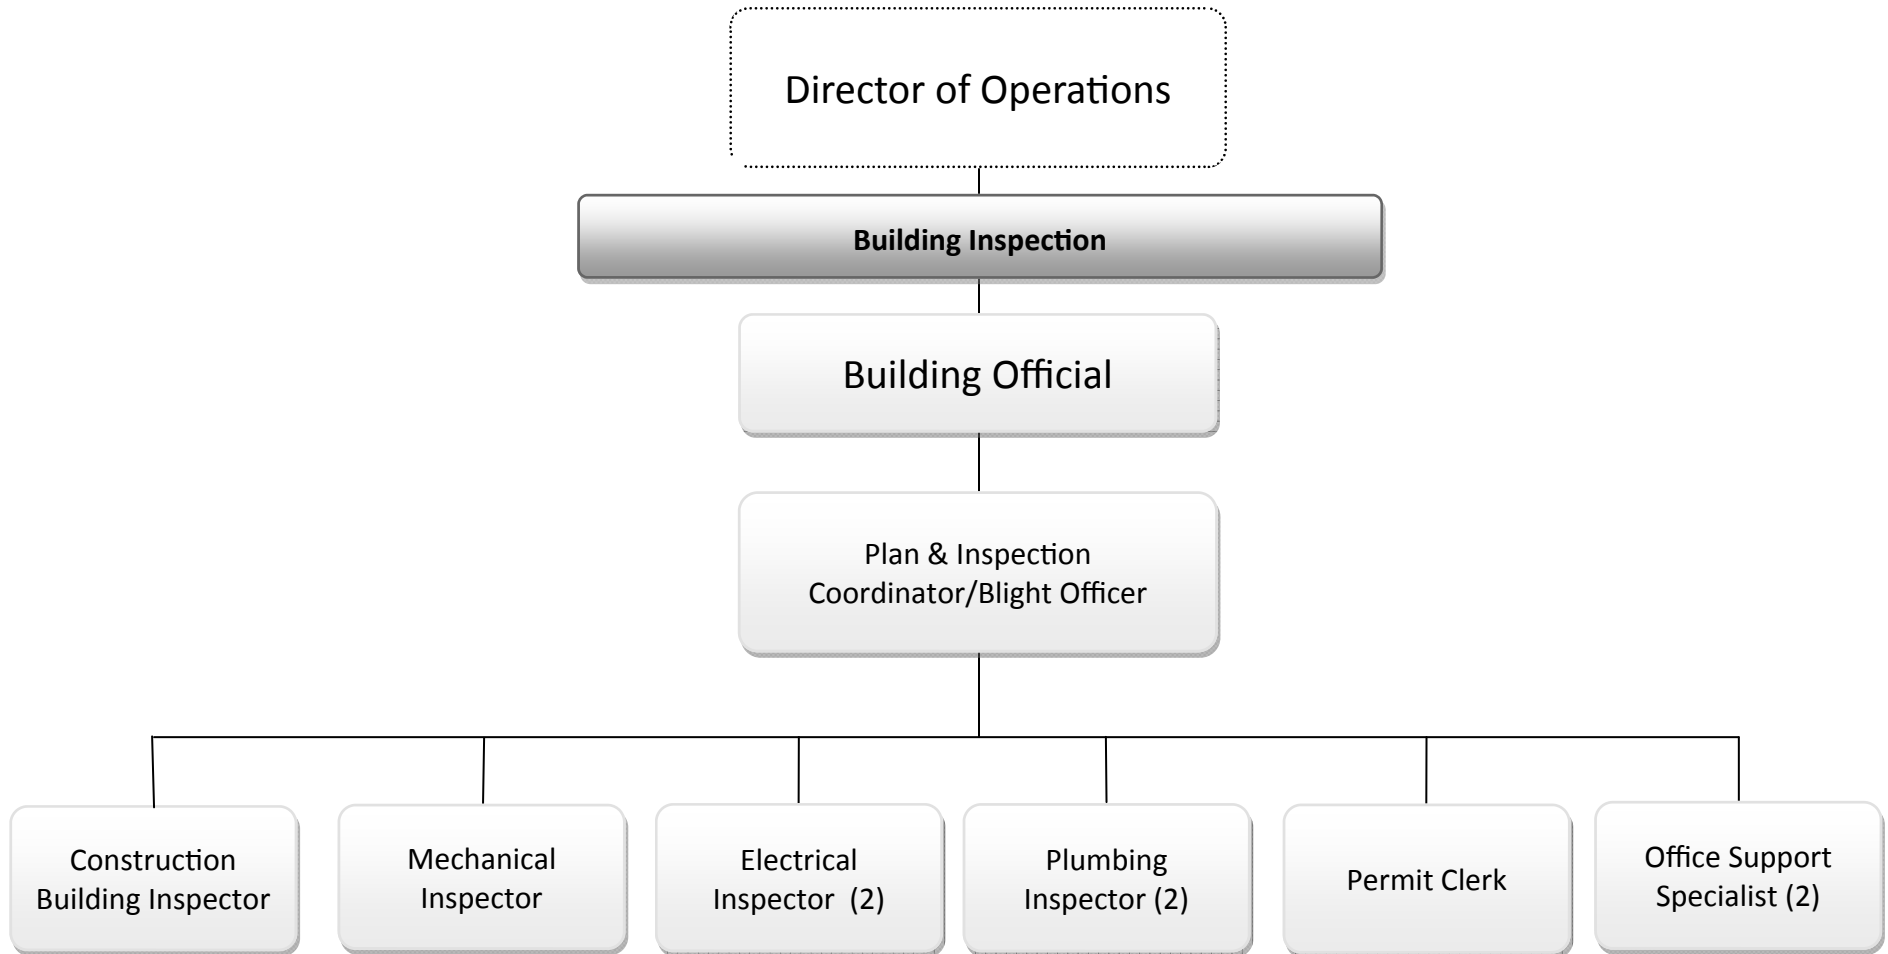 Director of Operations
Building Inspection
Building Official
Plan & Inspection
Coordinator/Blight Officer
Construction
Building Inspector
Mechanical
Inspector
Electrical
Inspector  (2)
Plumbing
Inspector (2)
Permit Clerk
Office Support
Specialist (2)